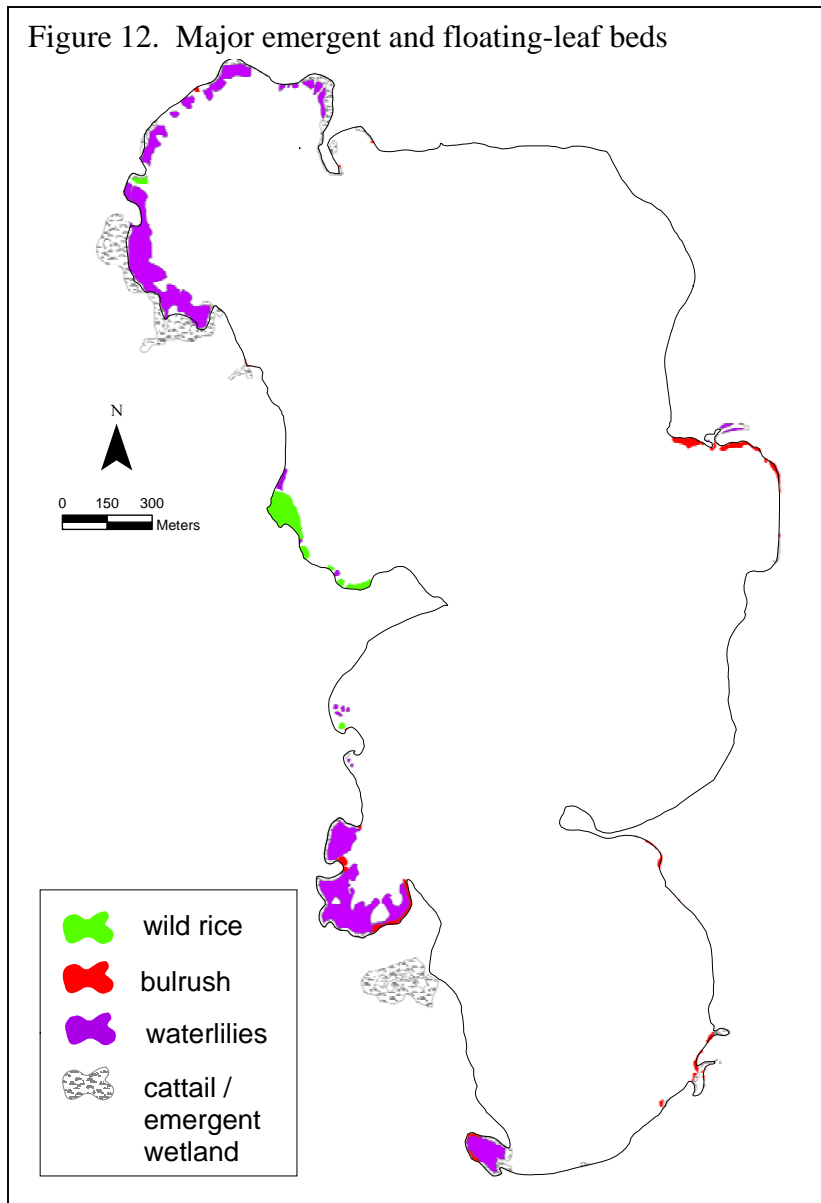 Figure 12. Major emergent and floating-leaf beds
N
0 150 300
Meters
wild rice
bulrush
waterlilies
cattail /
emergent
wetland